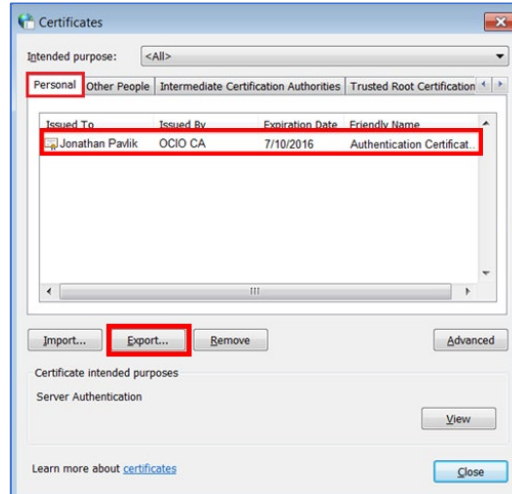 Certificates
Intended purpose: <All>
Personal Other People Intermediate Certification Authorities Trusted Root Certification
Issued To Issued By Expiration Date Friendly Name
Jonathan Pavlik OCIO CA 7/10/2016 Authentication Certificat...
Import... Export... Remove Advanced
Certificate intended purposes
Server Authentication
View
Learn more about certificates Close